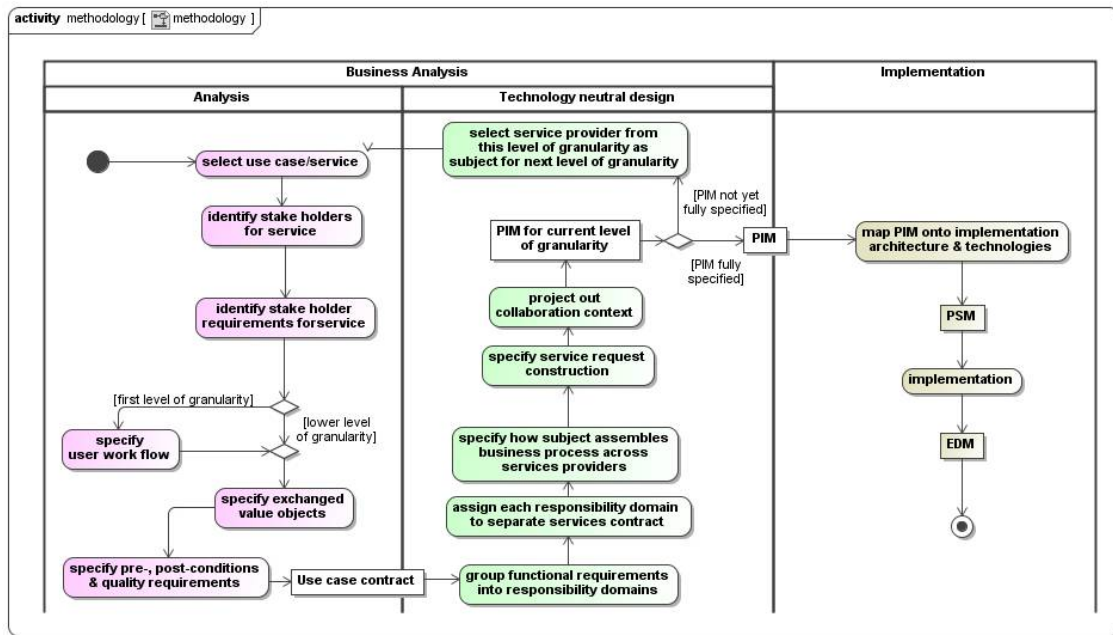 activity methodology [ methodology ]
Business Analysis
Implementation
Analysis
Technology neutral design
select use case/service
identify stake holders
for service
identify stake holder
requirements forservice
[first level of granularity]
[lower level
of granularity]
specify
user work flow
specify exchanged
value objects
specify pre-, post-conditions
& quality requirements
Use case contract
group functional requirements
into responsibility domains
assign each responsibility domain
to separate services contract
specify how subject assembles
business process across
services providers
specify service request
construction
project out
collaboration context
PIM for current level
of granularity
[PIM not yet
fully specified]
select service provider from
this level of granularity as
subject for next level of granularity
[PIM fully
specified]
PIM
map PIM onto implementation
architecture & technologies
PSM
implementation
EDM